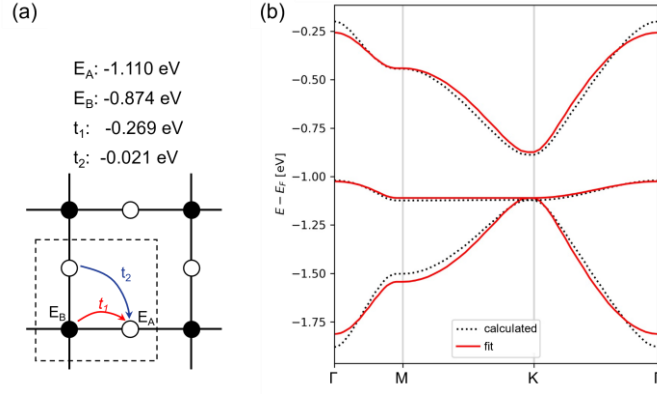 (a)
E_A: -1.110 eV
E_B: -0.874 eV
t_1: -0.269 eV
t_2: -0.021 eV
t_2
E_B
t_1
E_A
(b)
E − E_F [eV]
−0.25
−0.50
−0.75
−1.00
−1.25
−1.50
−1.75
calculated
fit
Γ
M
K